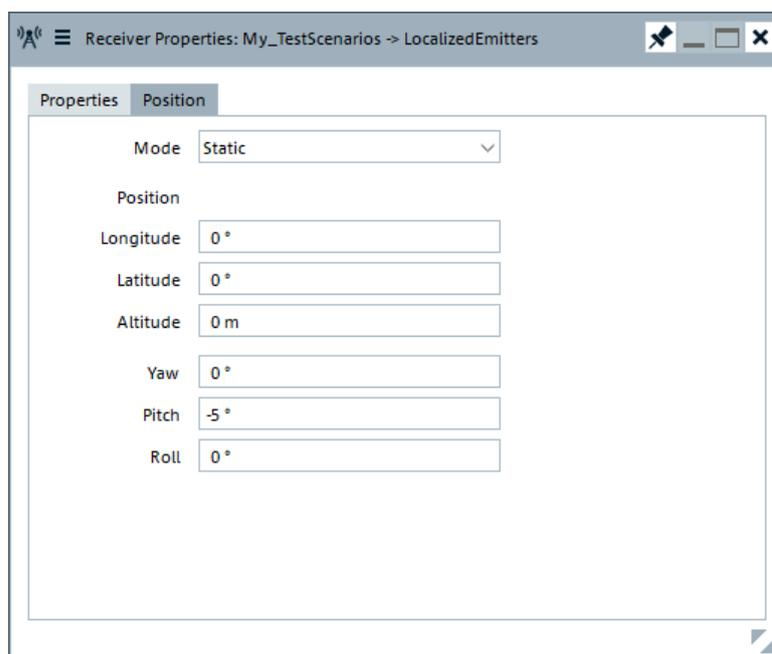 Receiver Properties: My_TestScenarios -> LocalizedEmitters
Properties Position
Mode Static
Position
Longitude 0 °
Latitude 0 °
Altitude 0 m
Yaw 0 °
Pitch -5 °
Roll 0 °